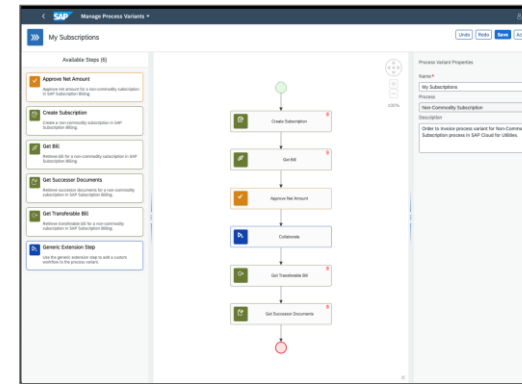 SAP Manage Process Variants
My Subscriptions
Undo Redo Save
Available Steps (6)
Approve Net Amount
Approve net amount for a non-commodity subscription
in SAP Subscription Billing.
Create Subscription
Create a non-commodity subscription in SAP
Subscription Billing.
Get Bill
Retrieve bill for a non-commodity subscription in SAP
Subscription Billing.
Get Successor Documents
Retrieve successor documents for a non-commodity
subscription in SAP Subscription Billing.
Get Transferable Bill
Retrieve transferable bill for a non-commodity
subscription in SAP Subscription Billing.
Generic Extension Step
Use the generic extension step to add a custom
workflow to the process variant.
Create Subscription
Get Bill
Approve Net Amount
Collaborate
Get Transferable Bill
Get Successor Documents
100%
Process Variant Properties
Name*
My Subscriptions
Process
Non-Commodity Subscription
Description
Order to Invoice process variant for
Subscription process in SAP Cloud for Utilities.